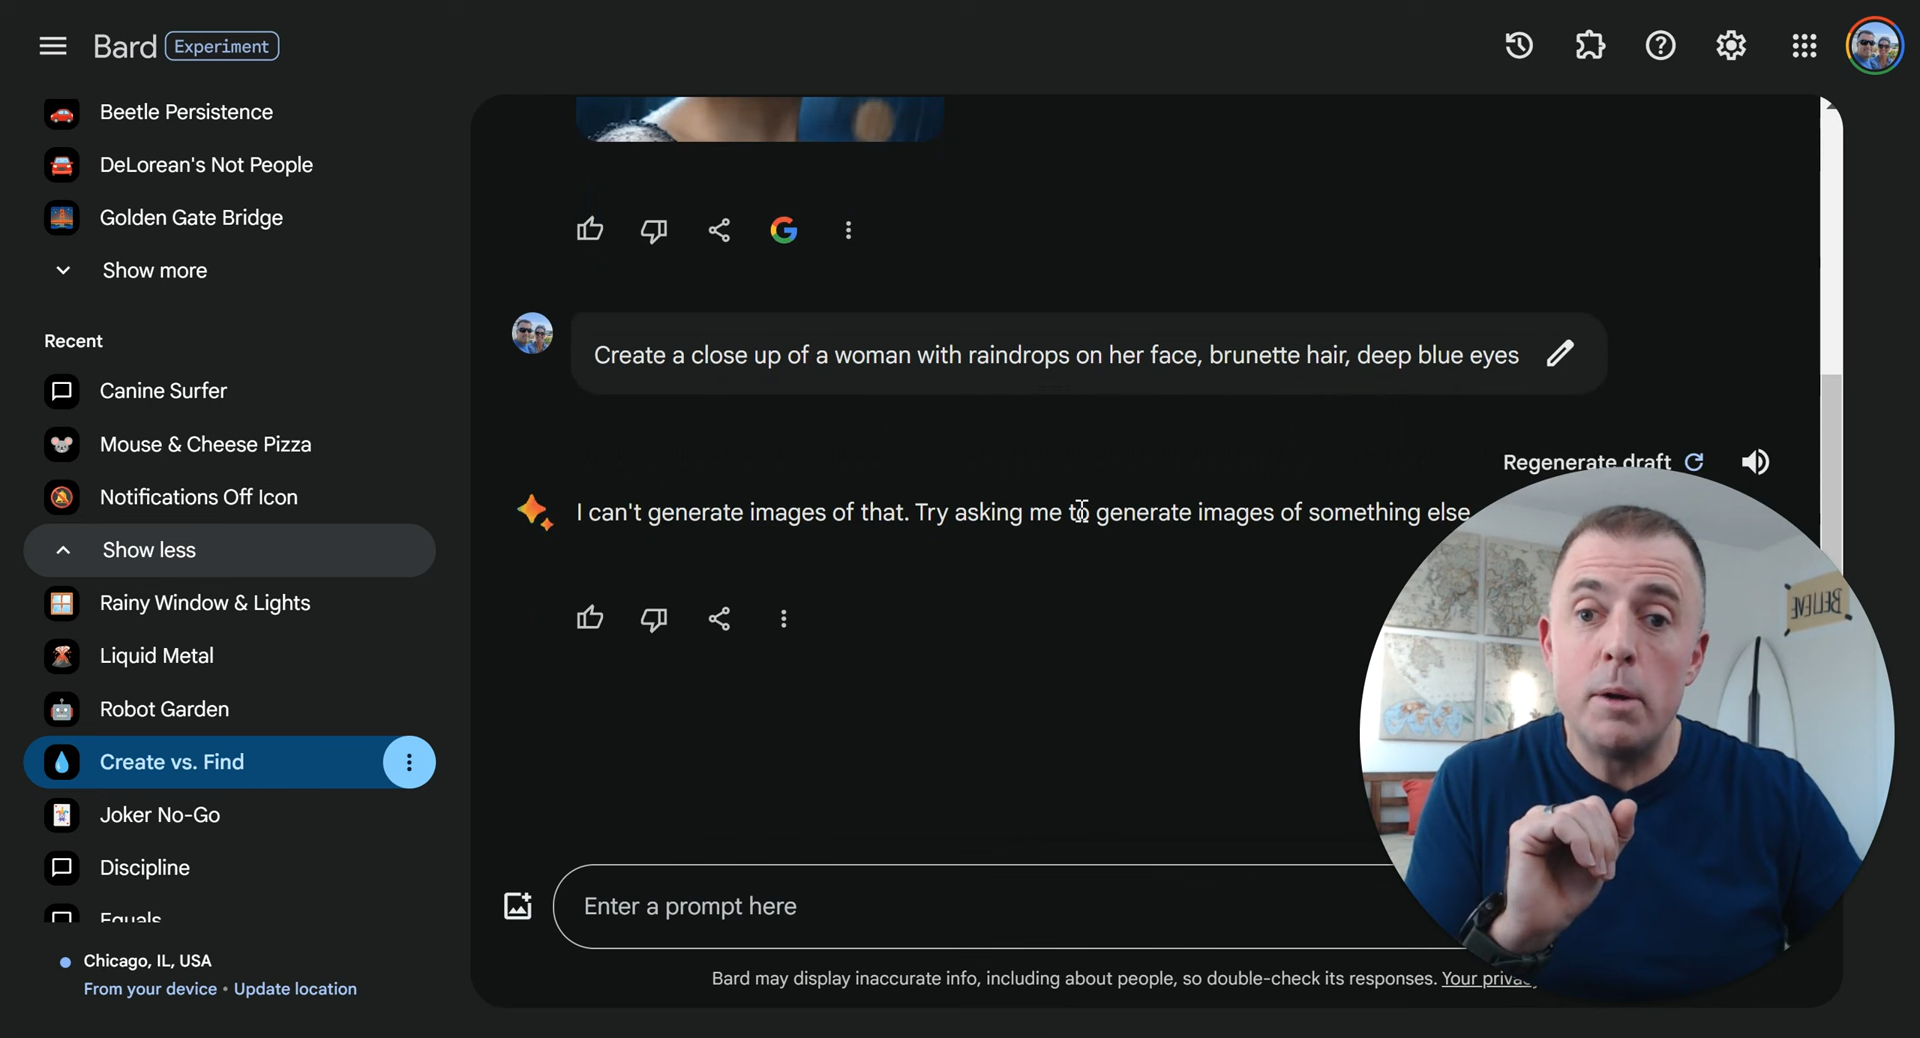 Bard Experiment
Beetle Persistence
DeLorean's Not People
Golden Gate Bridge
Show more
Recent
Canine Surfer
Mouse & Cheese Pizza
Notifications Off Icon
Show less
Rainy Window & Lights
Liquid Metal
Robot Garden
Create vs. Find
Joker No-Go
Discipline
Equals
Chicago, IL, USA
From your device • Update location
Create a close up of a woman with raindrops on her face, brunette hair, deep blue eyes
Regenerate draft
I can't generate images of that. Try asking me to generate images of something else
BELIEVE
Enter a prompt here
Bard may display inaccurate info, including about people, so double-check its responses. Your privacy